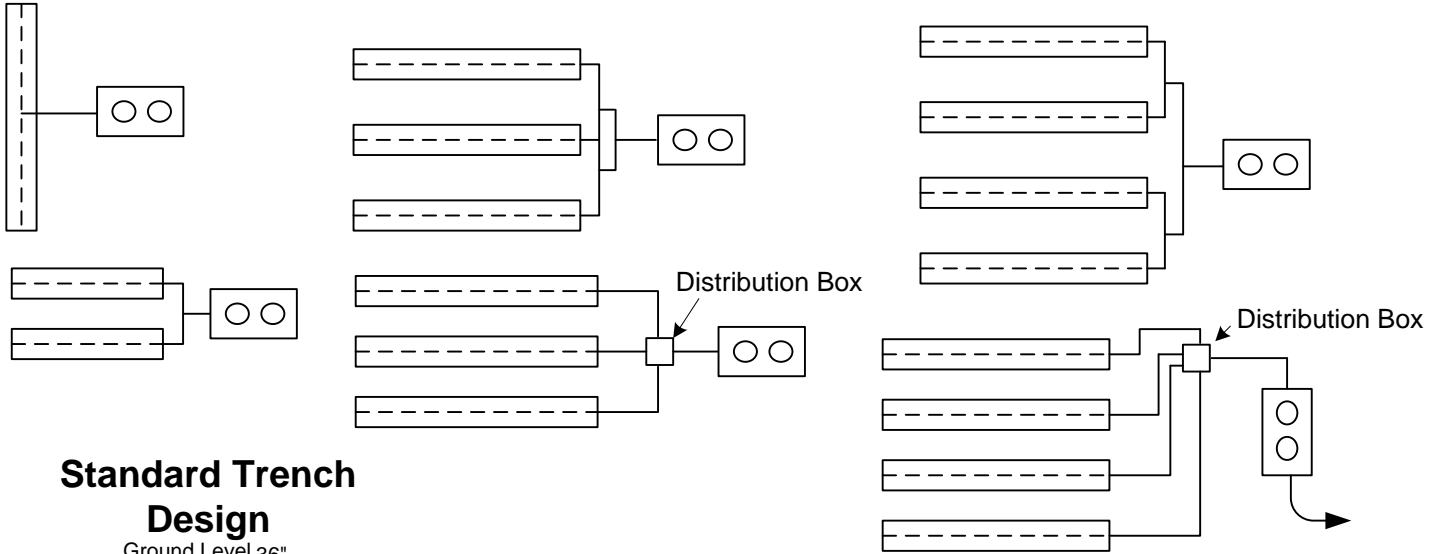 Distribution Box
Distribution Box
Standard Trench
Design
Ground Level 36"